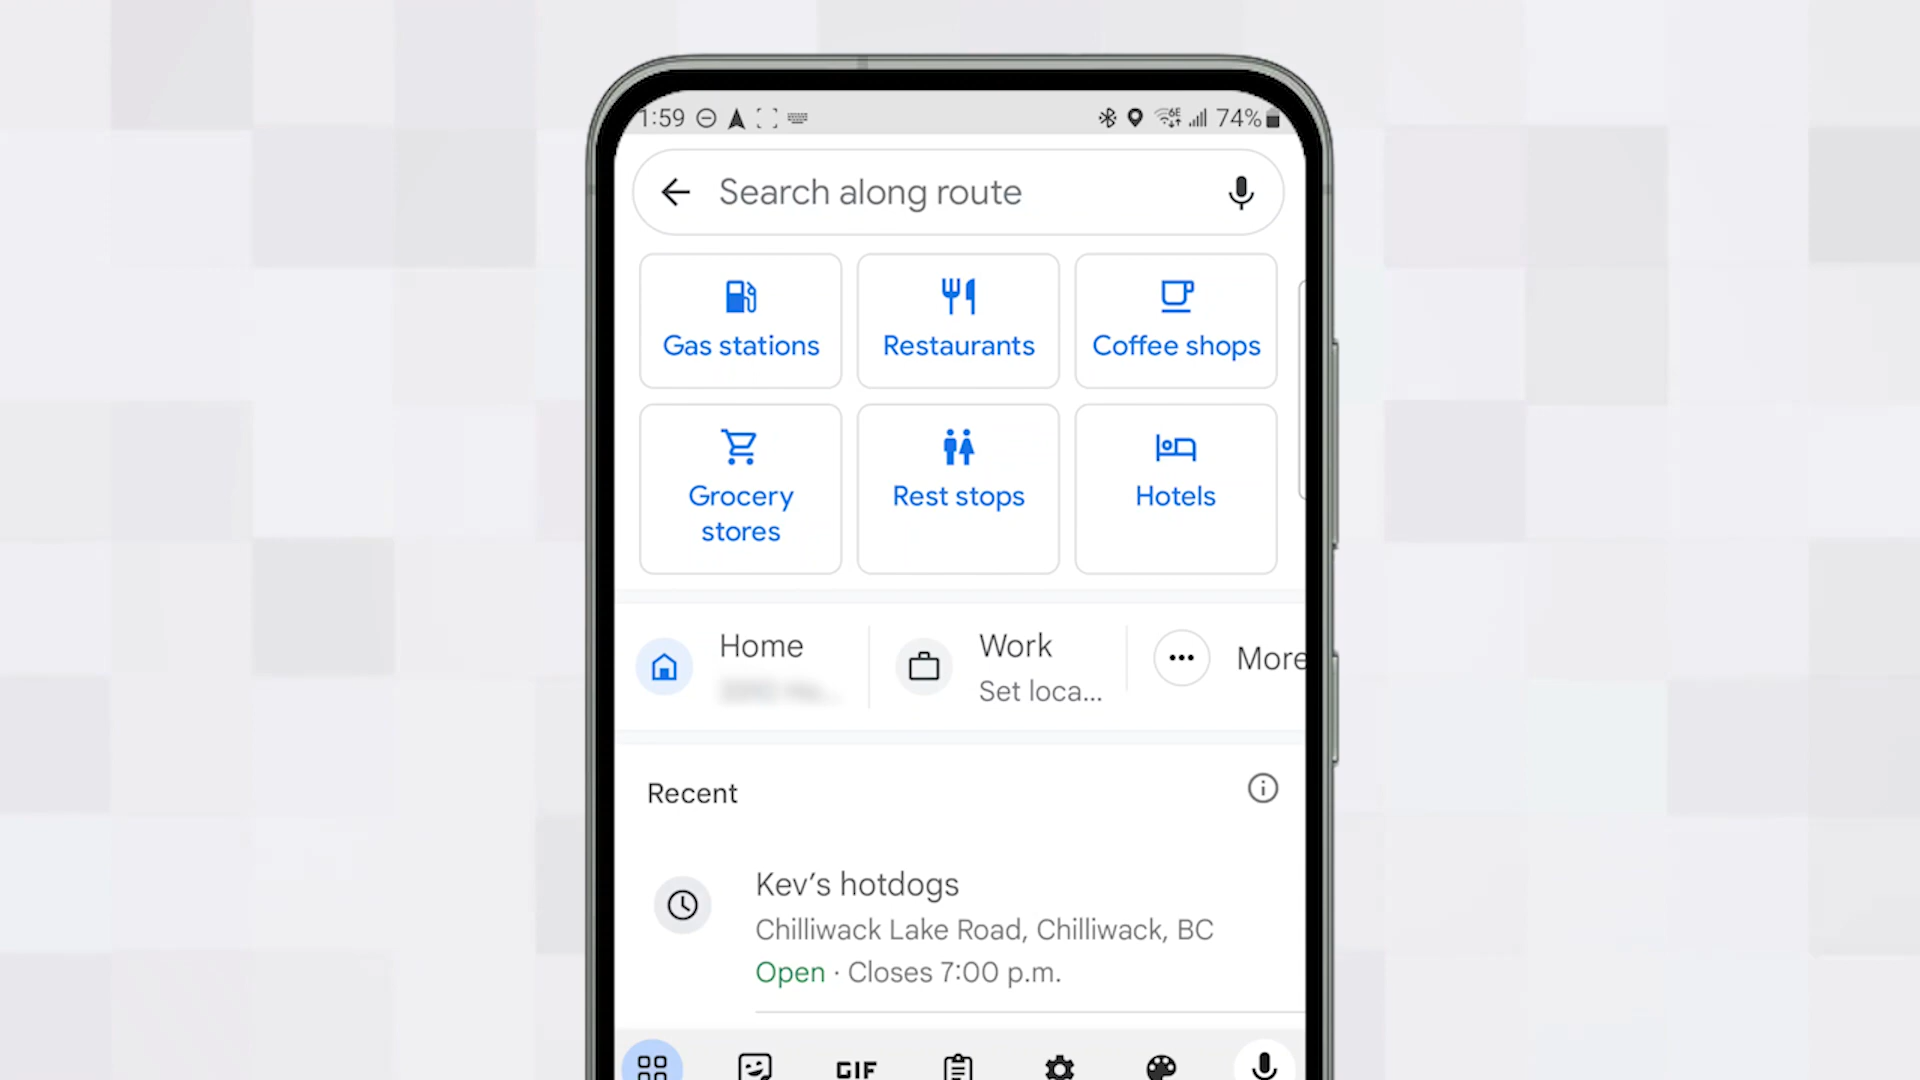 1:59 74%
Search along route
Gas stations Restaurants Coffee shops
Grocery
stores Rest stops Hotels
Home Work More
Set loca...
Recent
Kev's hotdogs
Chilliwack Lake Road, Chilliwack, BC
Open · Closes 7:00 p.m.
GIF